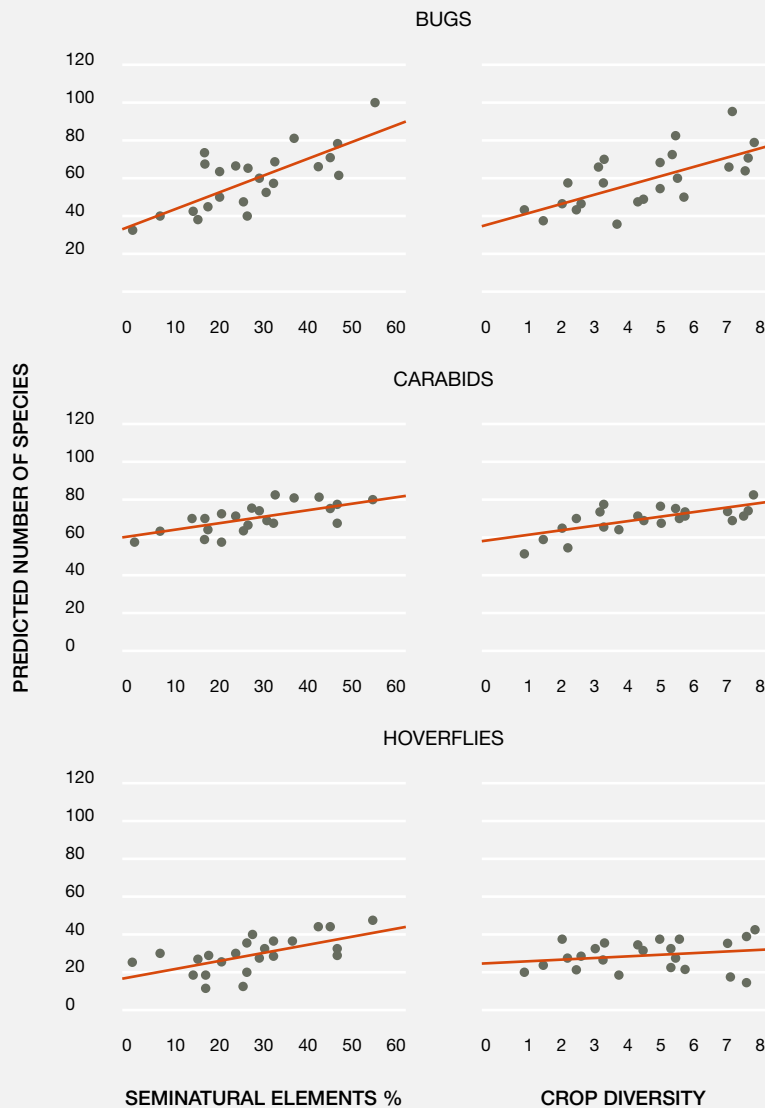 BUGS
120
100
80
60
40
20
0 10 20 30 40 50 60
0 1 2 3 4 5 6 7 8
PREDICTED NUMBER OF SPECIES
CARABIDS
120
100
80
60
40
20
0
0 10 20 30 40 50 60
0 1 2 3 4 5 6 7 8
HOVERFLIES
120
100
80
60
40
20
0
0 10 20 30 40 50 60
0 1 2 3 4 5 6 7 8
SEMINATURAL ELEMENTS % CROP DIVERSITY